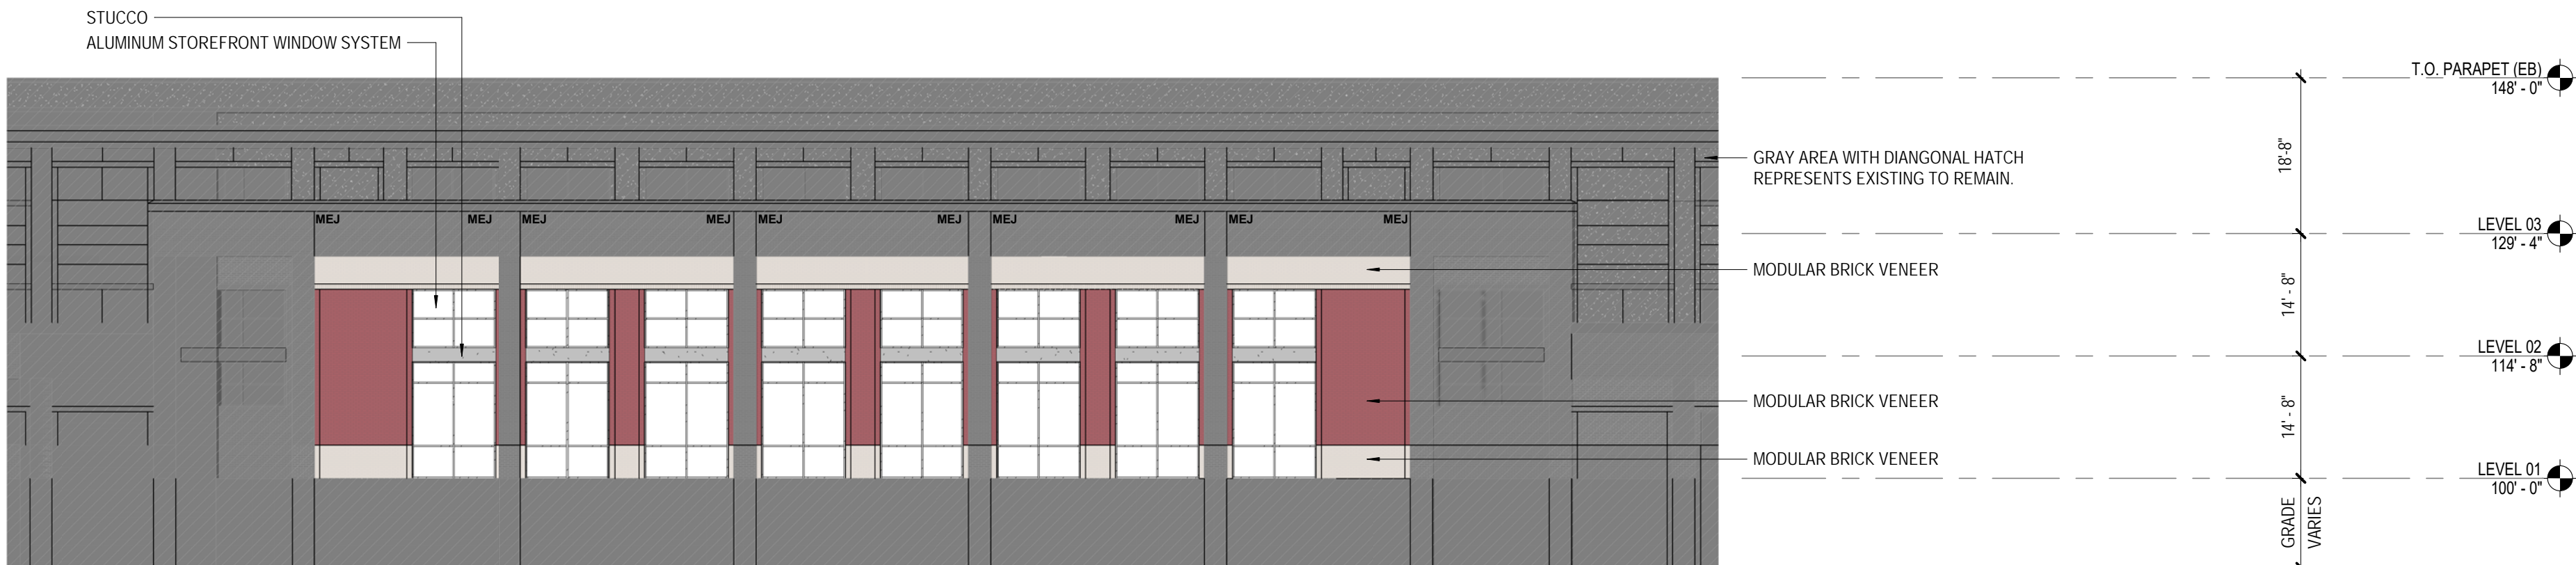 STUCCO
ALUMINUM STOREFRONT WINDOW SYSTEM
T.O. PARAPET (EB)
148' - 0"
18'-8"
GRAY AREA WITH DIANGONAL HATCH
REPRESENTS EXISTING TO REMAIN.
MEJ MEJ MEJ MEJ MEJ MEJ MEJ MEJ MEJ MEJ
LEVEL 03
129' - 4"
MODULAR BRICK VENEER
14' - 8"
LEVEL 02
114' - 8"
MODULAR BRICK VENEER
14' - 8"
MODULAR BRICK VENEER
LEVEL 01
100' - 0"
GRADE
VARIES